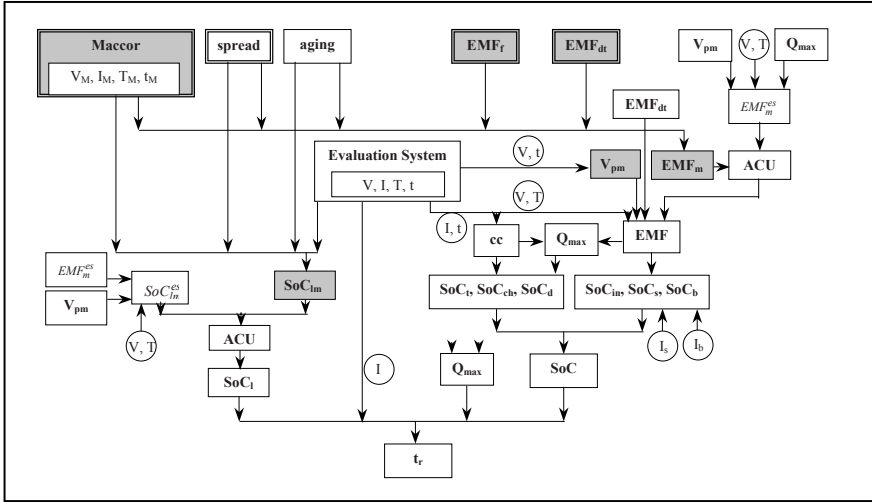 Maccor
V_M, I_M, T_M, t_M
spread
aging
EMF_f
EMF_dt
V_pm
V, T
Q_max
EMF_dt
EMF_m^es
Evaluation System
V, I, T, t
V, t
V_pm
EMF_m
ACU
V, T
I, t
cc
Q_max
EMF
EMF_m^es
V_pm
SoC_lm^es
SoC_lm
SoC_t, SoC_ch, SoC_d
SoC_in, SoC_s, SoC_b
V, T
ACU
I_s
I_b
SoC_l
I
Q_max
SoC
t_r